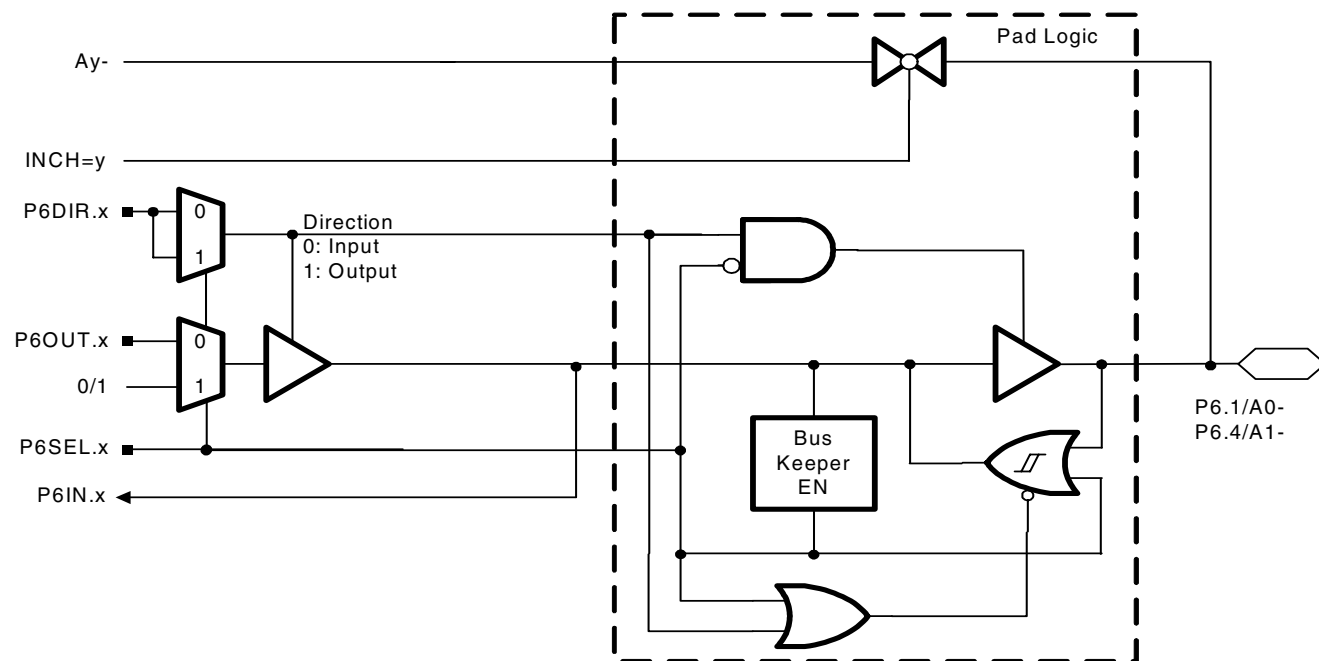 Pad Logic
Ay-
INCH=y
P6DIR.x
0
1
Direction
0: Input
1: Output
P6OUT.x
0
0/1
1
P6.1/A0-
P6.4/A1-
P6SEL.x
Bus
Keeper
EN
P6IN.x